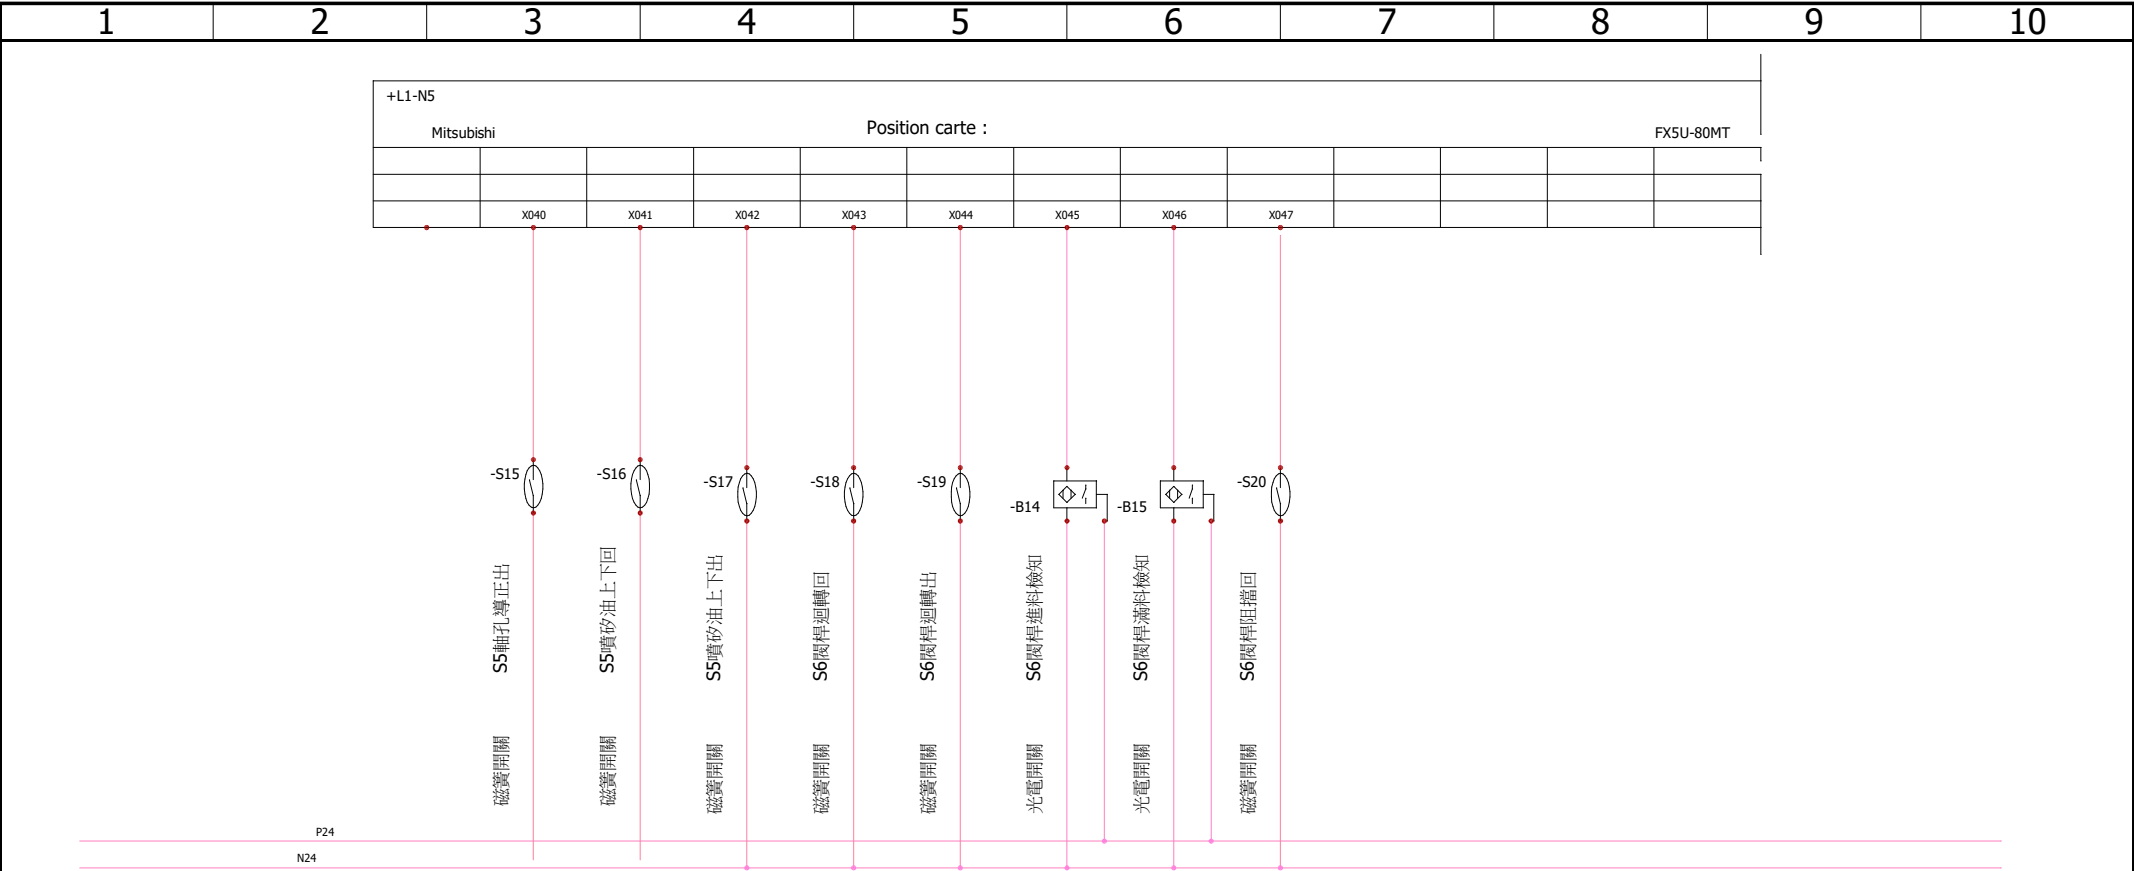 1 2 3 4 5 6 7 8 9 10
+L1-N5
Mitsubishi Position carte : FX5U-80MT
X040 X041 X042 X043 X044 X045 X046 X047
-S15 -S16 -S17 -S18 -S19 -B14 -B15 -S20
S5軸孔導正出
S5噴矽油上下回
S5噴矽油上下出
S6閥桿迴轉回
S6閥桿迴轉出
S6閥桿進料檢知
S6閥桿滿料檢知
S6閥桿阻擋回
磁簧開關
磁簧開關
磁簧開關
磁簧開關
磁簧開關
光電開關
光電開關
磁簧開關
P24
N24